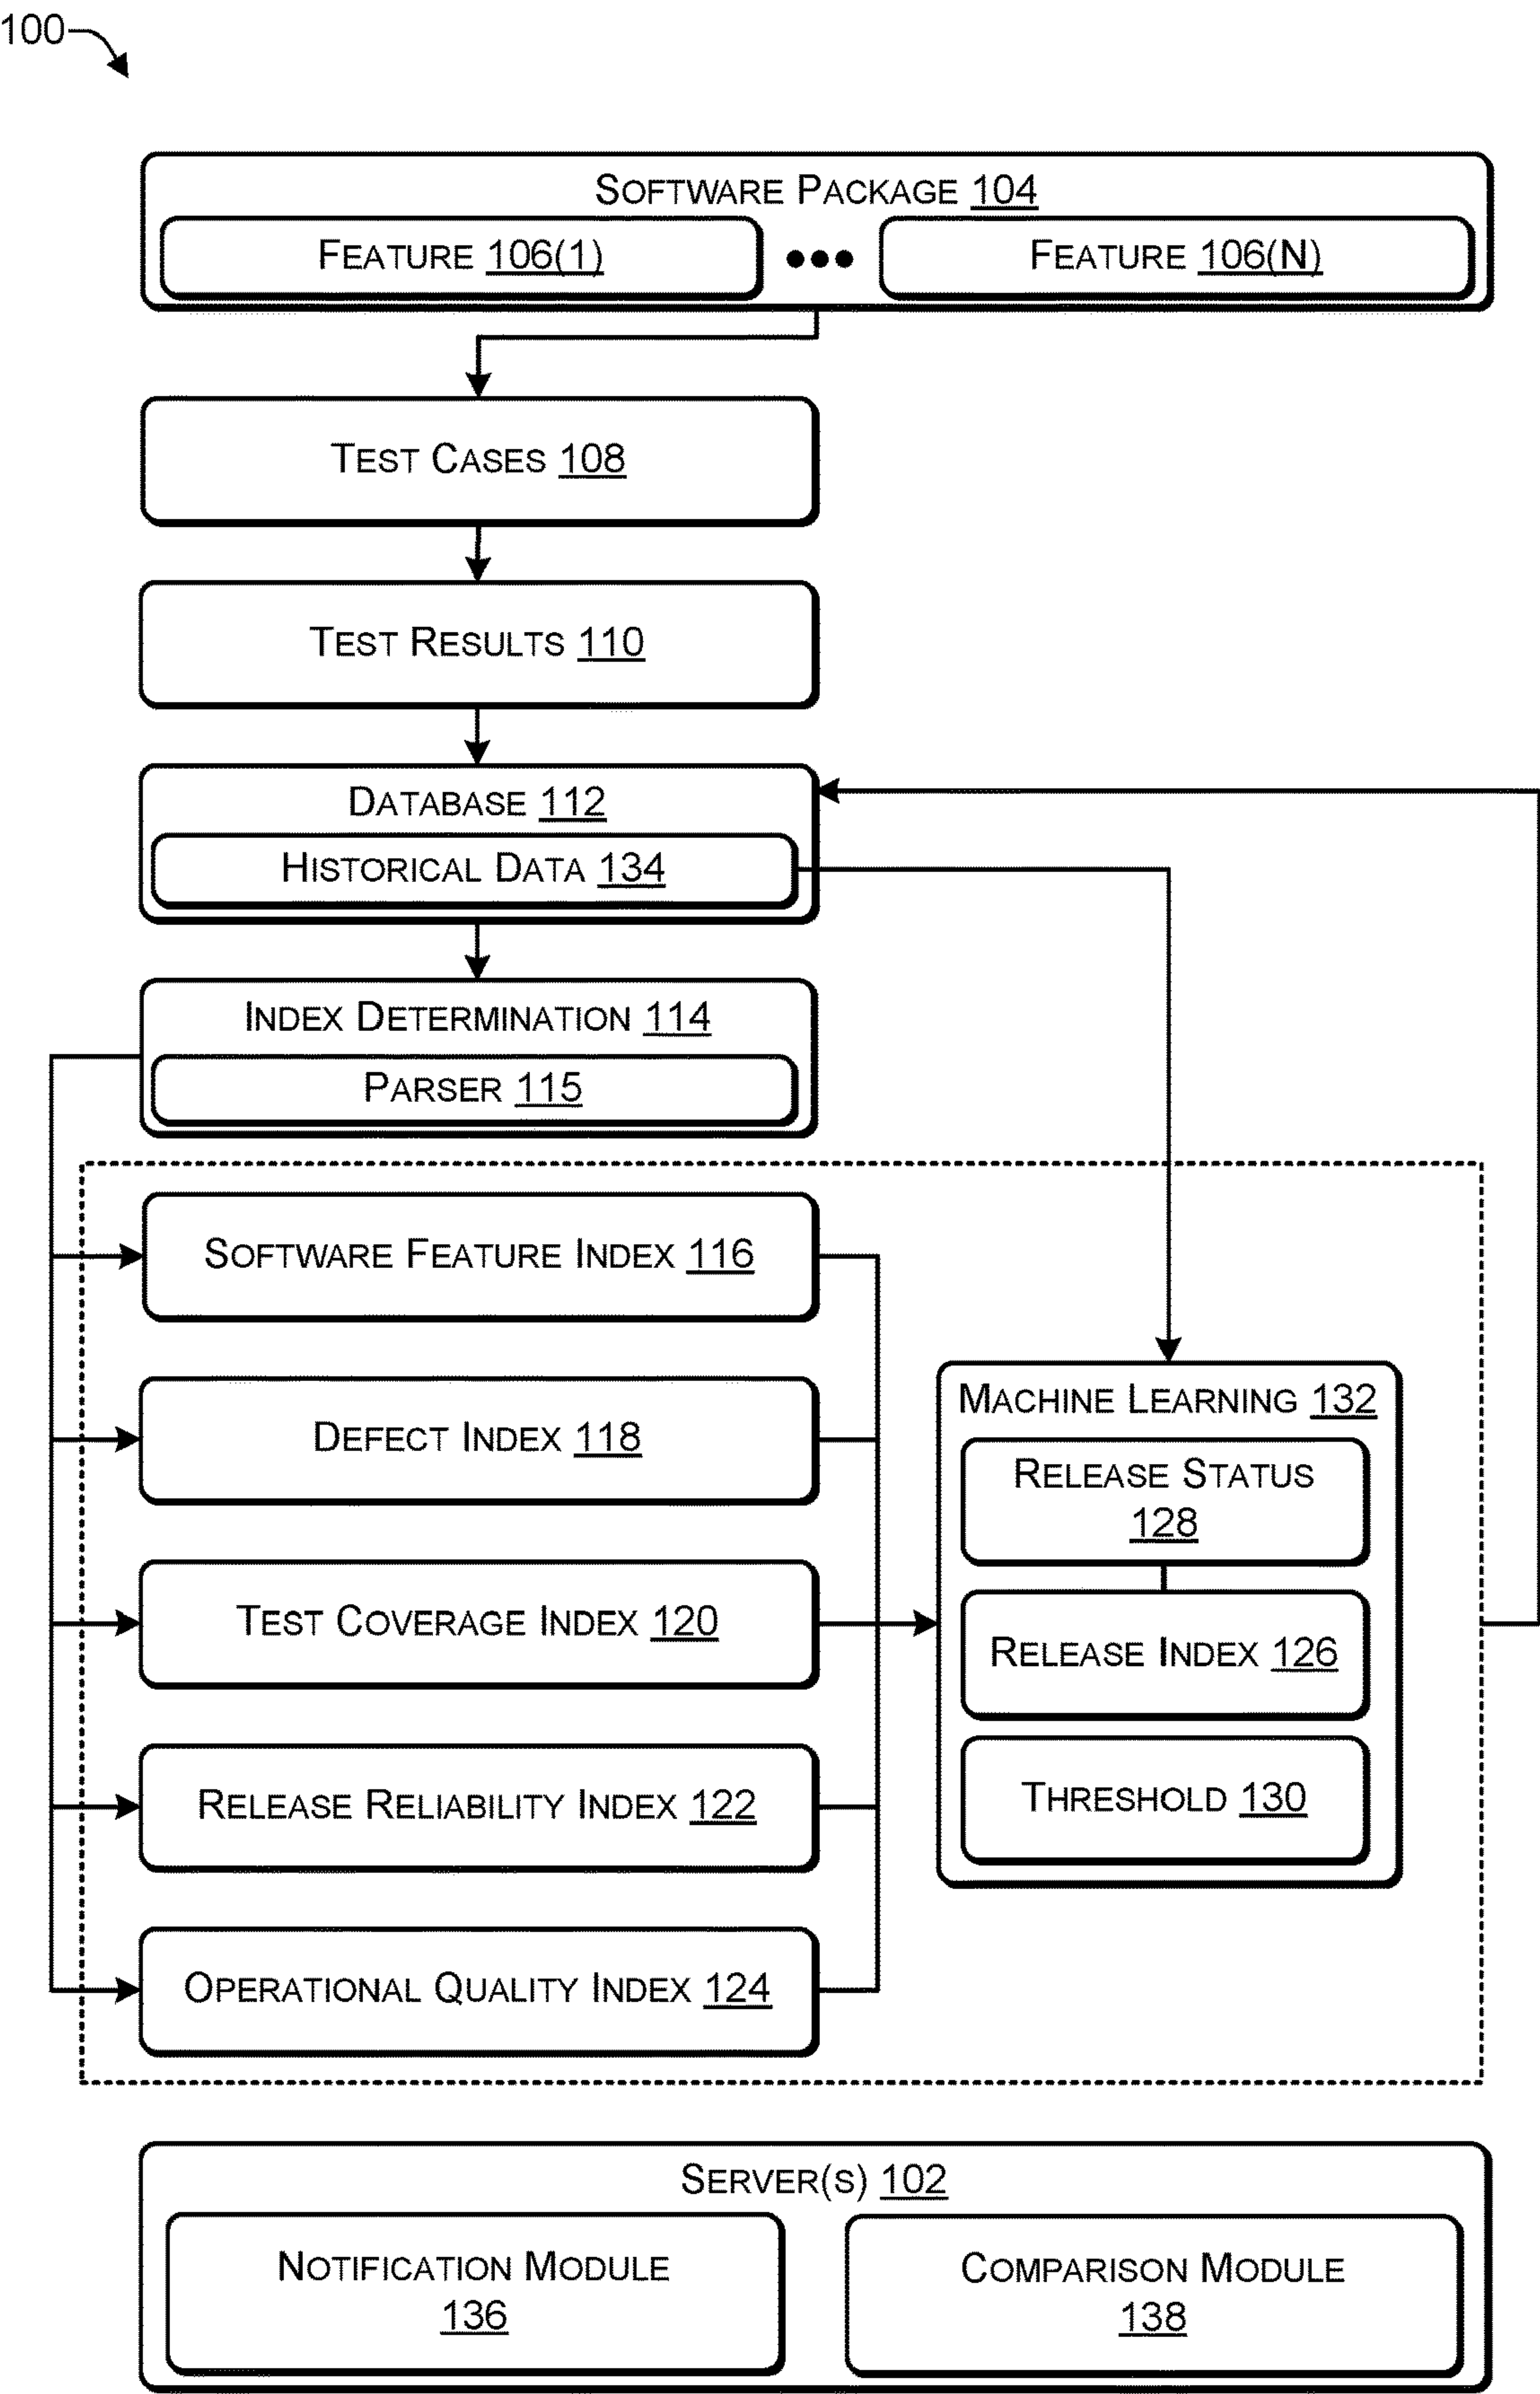 100
SOFTWARE PACKAGE 104
FEATURE 106(1)
FEATURE 106(N)
TEST CASES 108
TEST RESULTS 110
DATABASE 112
HISTORICAL DATA 134
INDEX DETERMINATION 114
PARSER 115
SOFTWARE FEATURE INDEX 116
DEFECT INDEX 118
TEST COVERAGE INDEX 120
RELEASE RELIABILITY INDEX 122
OPERATIONAL QUALITY INDEX 124
MACHINE LEARNING 132
RELEASE STATUS
128
RELEASE INDEX 126
THRESHOLD 130
SERVER(S) 102
NOTIFICATION MODULE
136
COMPARISON MODULE
138